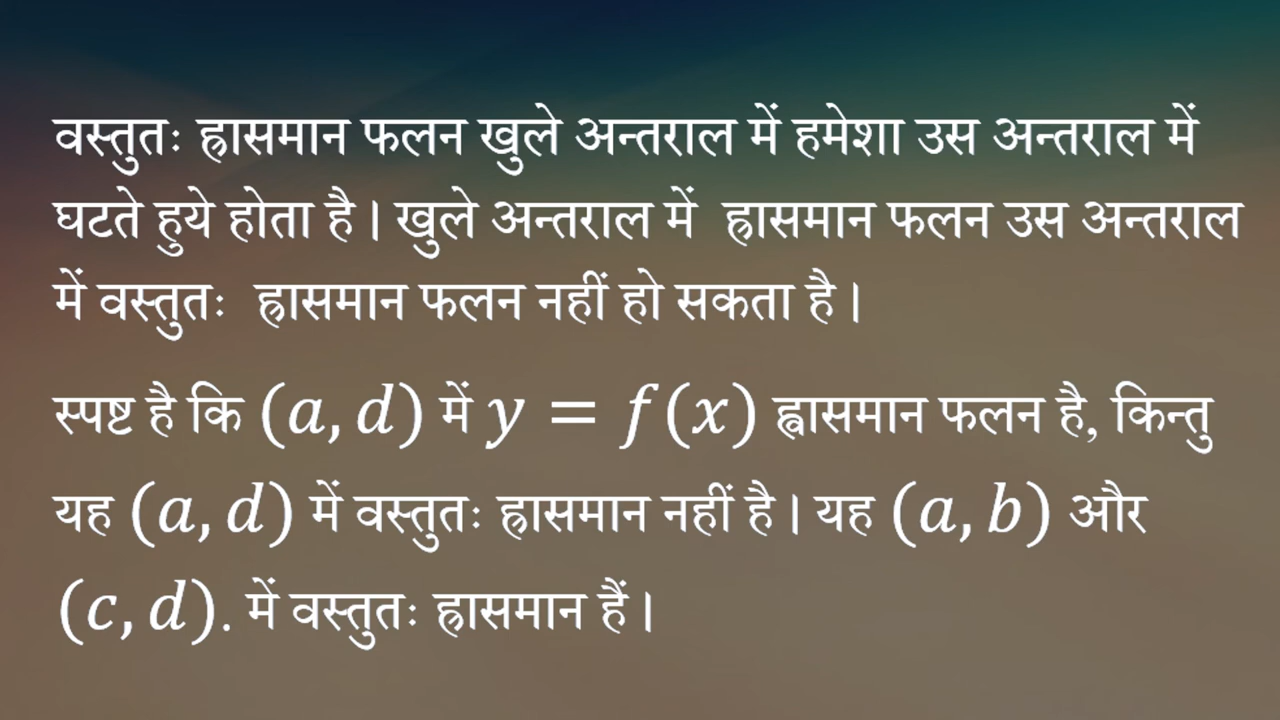 वस्तुतः ह्रासमान फलन खुले अन्तराल में हमेशा उस अन्तराल में
घटते हुये होता है। खुले अन्तराल में ह्रासमान फलन उस अन्तराल
में वस्तुतः ह्रासमान फलन नहीं हो सकता है।
स्पष्ट है कि (a, d) में y = f(x) ह्वासमान फलन है, किन्तु
यह (a, d) में वस्तुतः ह्रासमान नहीं है। यह (a, b) और
(c, d). में वस्तुतः ह्रासमान हैं।